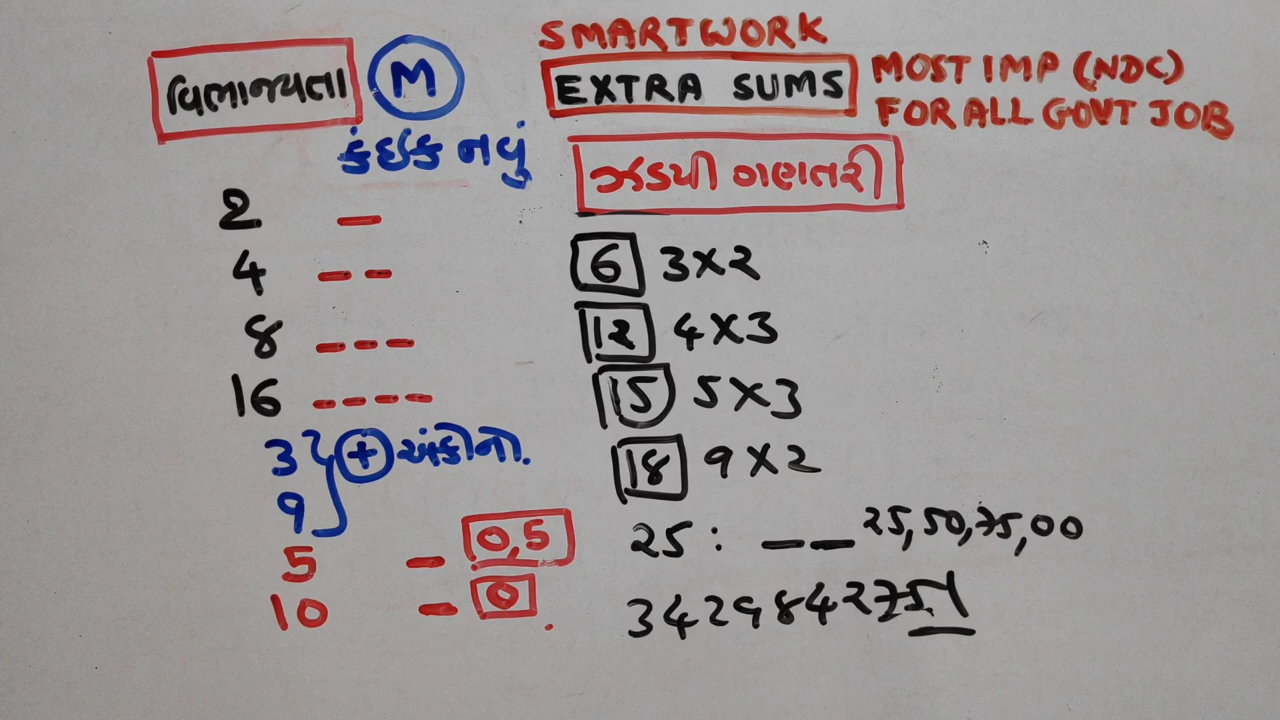 SMARTWORK
વિભાજ્યતા M EXTRA SUMS MOST IMP (NDC)
FOR ALL GOVT JOB
કંઇક નવું
ઝડપી ગણતરી
2 _
4 _ _
8 _ _ _
16 _ _ _ _
3
9 } + અંકોનો.
5 _ 0,5
10 _ 0
6 3×2
12 4×3
15 5×3
18 9×2
25 : _ _ 25,50,75,00
34298427